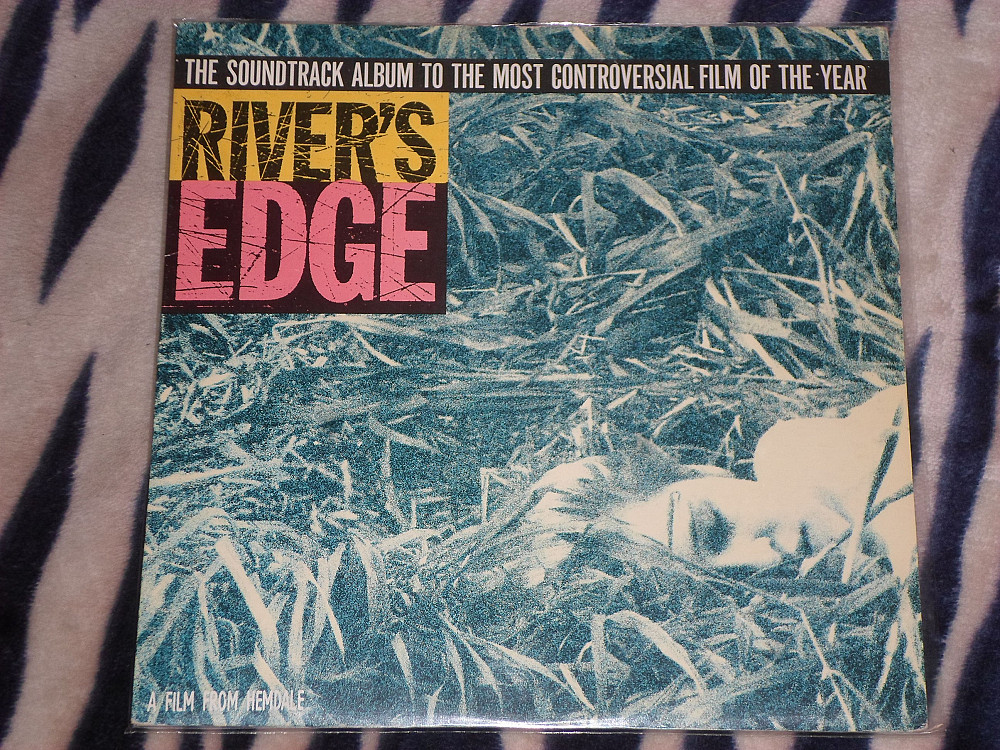 THE SOUNDTRACK ALBUM TO THE MOST CONTROVERSIAL FILM OF THE YEAR
RIVER'S
EDGE
A FILM FROM HEMDALE